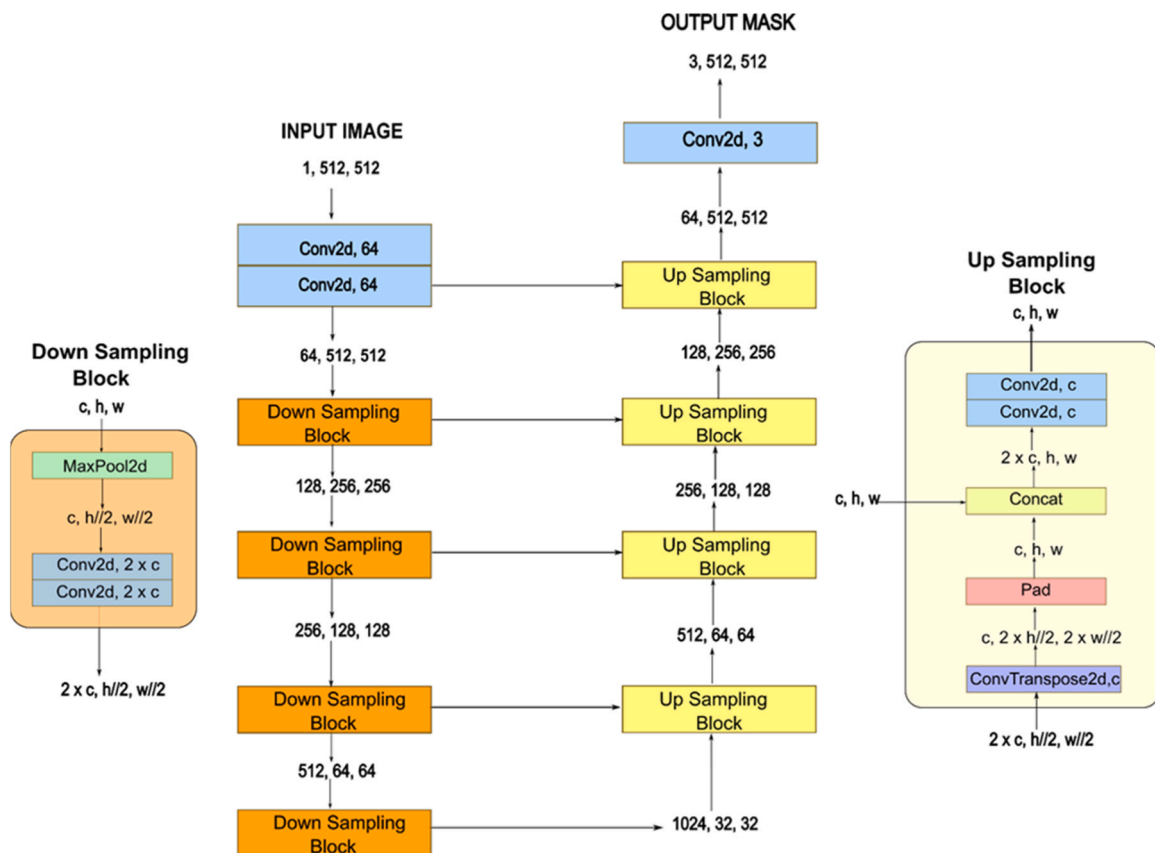 OUTPUT MASK
3, 512, 512
Conv2d, 3
64, 512, 512
INPUT IMAGE
1, 512, 512
Conv2d, 64
Conv2d, 64
64, 512, 512
Down Sampling
Block
128, 256, 256
Down Sampling
Block
256, 128, 128
Down Sampling
Block
512, 64, 64
Down Sampling
Block
1024, 32, 32
Up Sampling
Block
128, 256, 256
Up Sampling
Block
256, 128, 128
Up Sampling
Block
512, 64, 64
Up Sampling
Block
Down Sampling
Block
c, h, w
MaxPool2d
c, h//2, w//2
Conv2d, 2 x c
Conv2d, 2 x c
2 x c, h//2, w//2
Up Sampling
Block
c, h, w
Conv2d, c
Conv2d, c
2 x c, h, w
c, h, w
Concat
c, h, w
Pad
c, 2 x h//2, 2 x w//2
ConvTranspose2d,c
2 x c, h//2, w//2